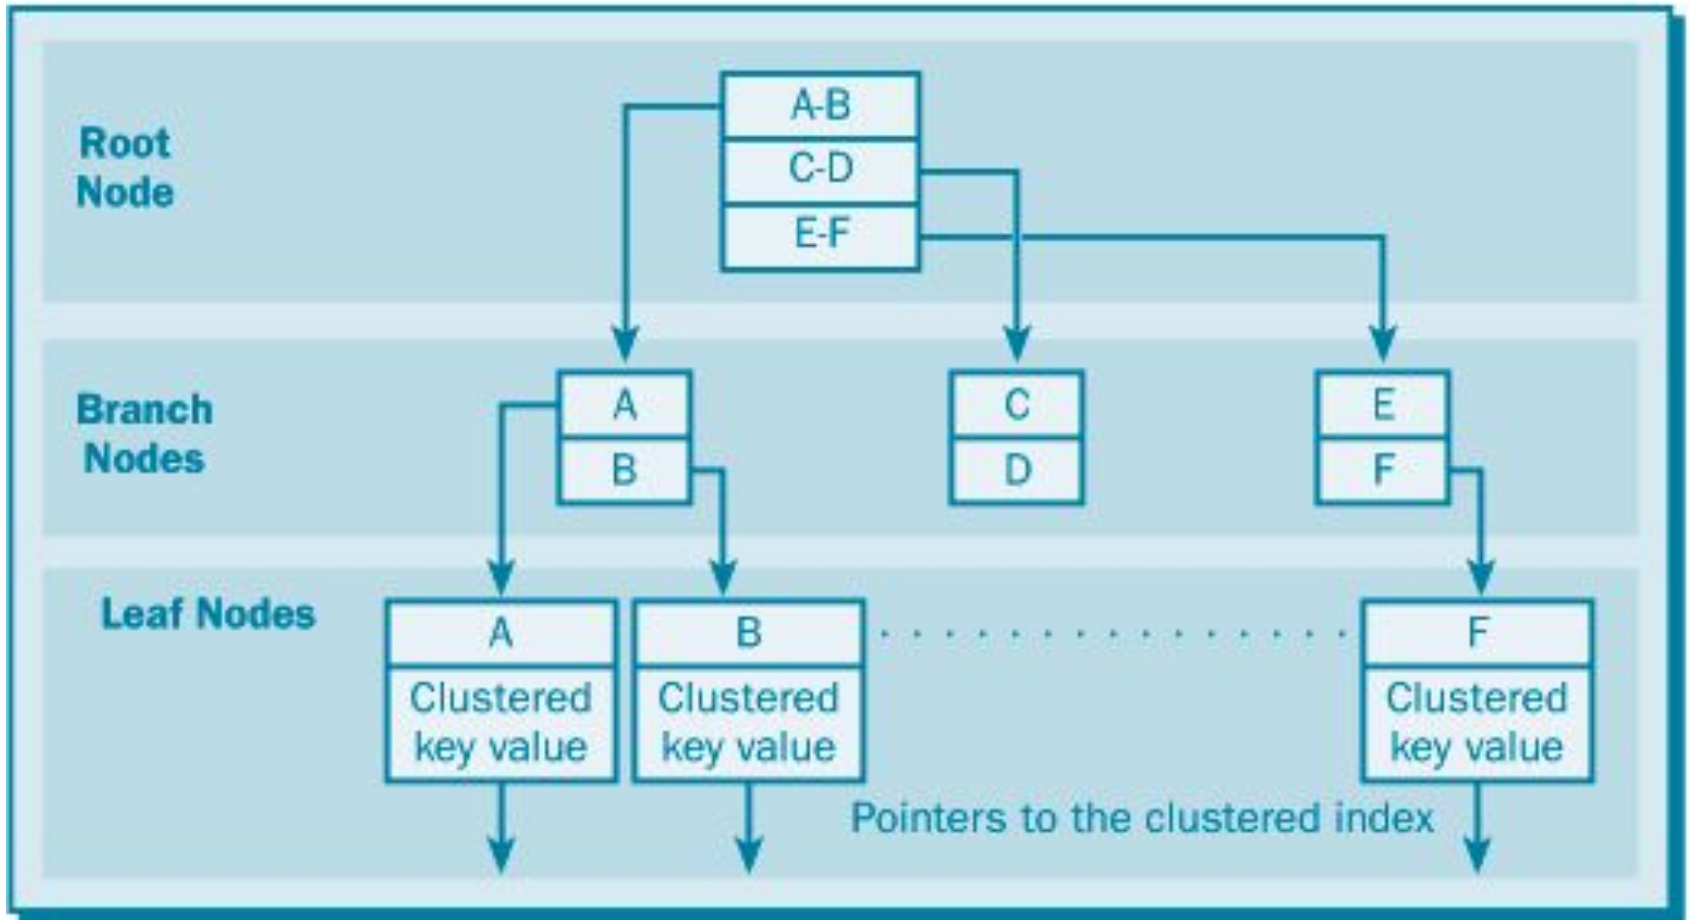 Root
Node
A-B
C-D
E-F
Branch
Nodes
A
B
C
D
E
F
Leaf Nodes
A
Clustered
key value
B
Clustered
key value
F
Clustered
key value
Pointers to the clustered index